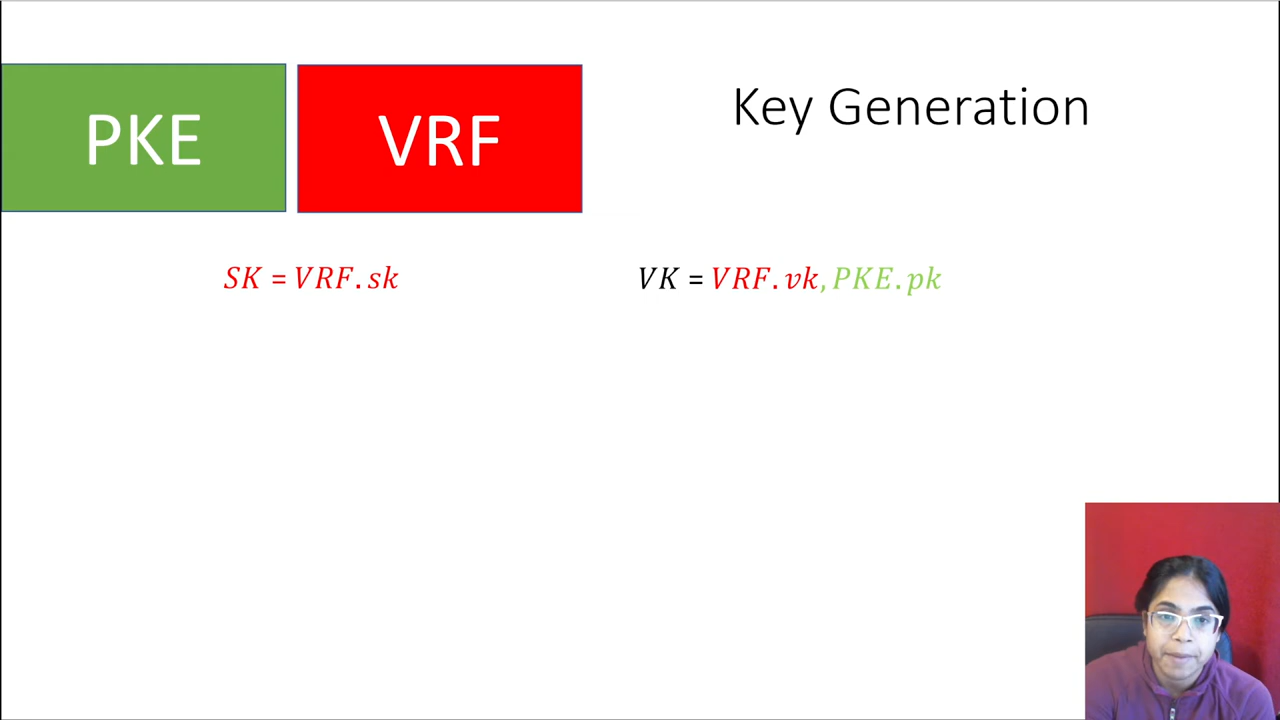 PKE
VRF
Key Generation
SK = VRF.sk
VK = VRF.vk, PKE.pk